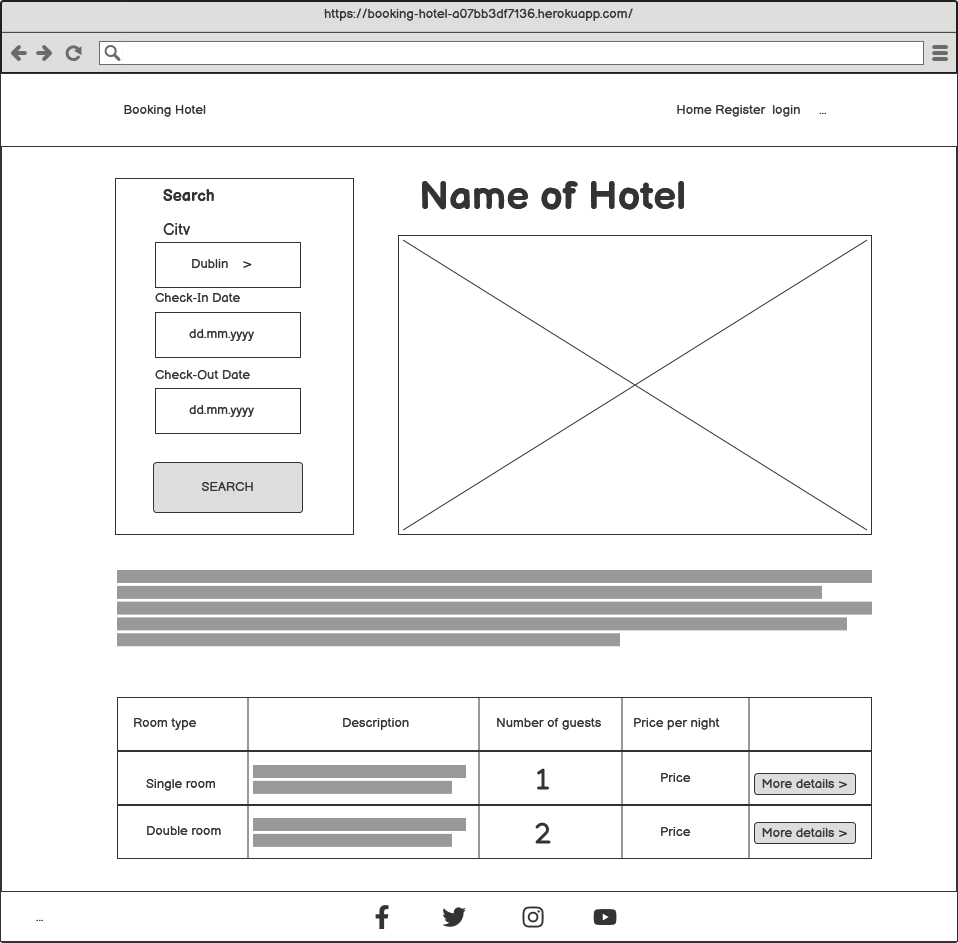 https://booking-hotel-a07bb3df7136.herokuapp.com/
Booking Hotel
Home Register login ...
Search
City
Dublin >
Check-In Date
dd.mm.yyyy
Check-Out Date
dd.mm.yyyy
SEARCH
Name of Hotel
Room type Description Number of guests Price per night
Single room 1 Price More details >
Double room 2 Price More details >
...